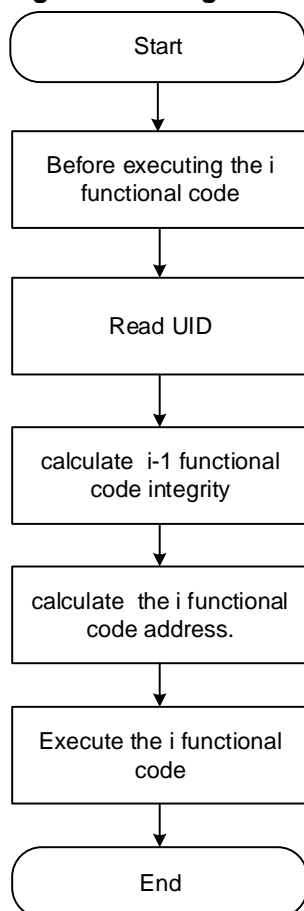 Start
Before executing the i
functional code
Read UID
calculate i-1 functional
code integrity
calculate the i functional
code address.
Execute the i functional
code
End